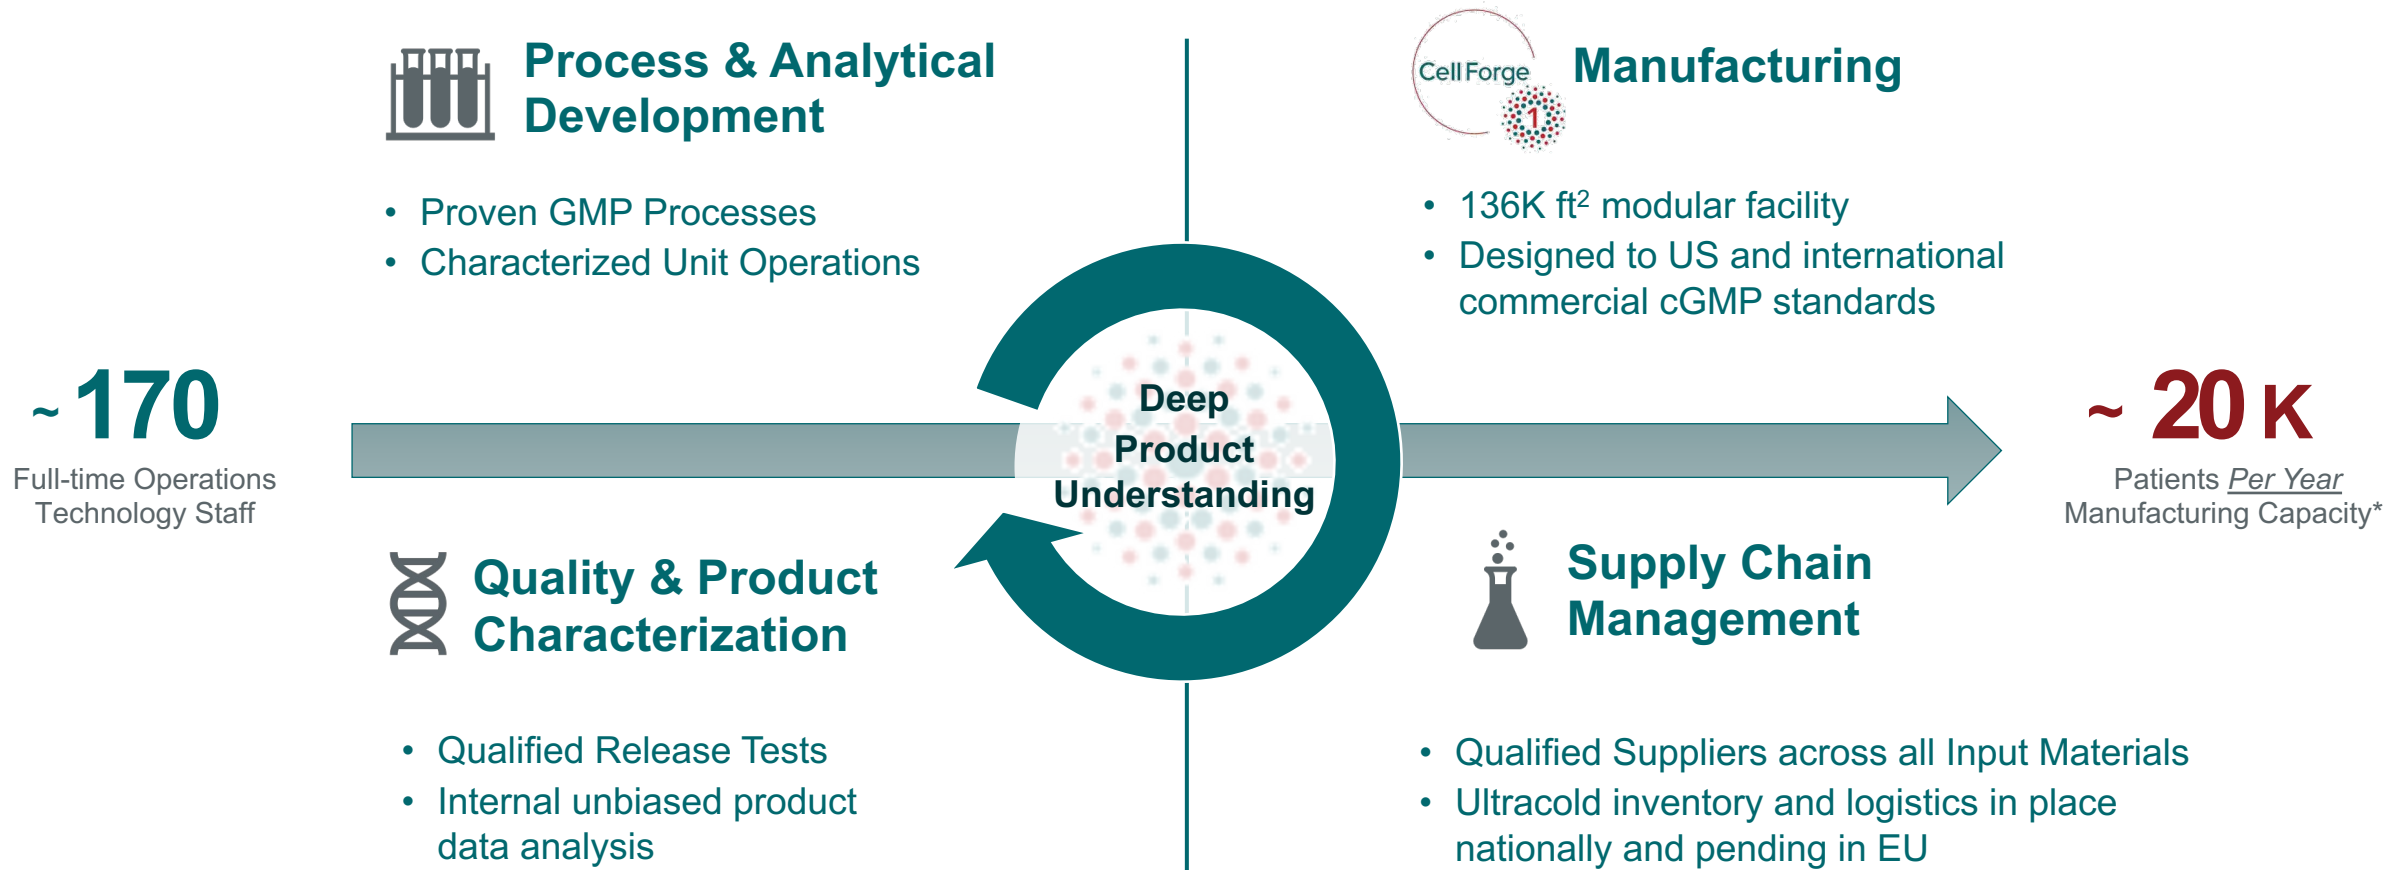 Process & Analytical
Development
• Proven GMP Processes
• Characterized Unit Operations
CellForge
1
Manufacturing
• 136K ft² modular facility
• Designed to US and international
commercial cGMP standards
~ 170
Full-time Operations
Technology Staff
Deep
Product
Understanding
~ 20 K
Patients Per Year
Manufacturing Capacity*
Quality & Product
Characterization
• Qualified Release Tests
• Internal unbiased product
data analysis
Supply Chain
Management
• Qualified Suppliers across all Input Materials
• Ultracold inventory and logistics in place
nationally and pending in EU